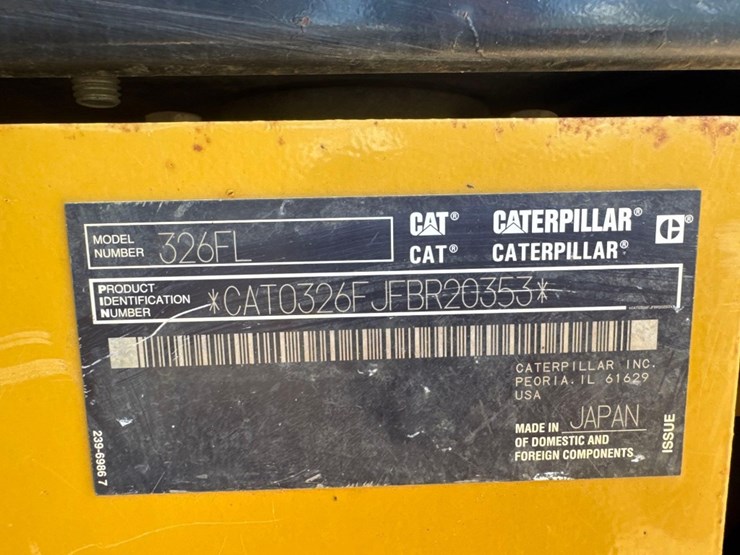 MODEL NUMBER 326FL
CAT® CATERPILLAR®
CAT® CATERPILLAR®
PRODUCT IDENTIFICATION NUMBER *CAT0326FJFBR20353*
CATERPILLAR INC.
PEORIA, IL 61629
USA
MADE IN JAPAN
OF DOMESTIC AND
FOREIGN COMPONENTS
239-6986 7
ISSUE